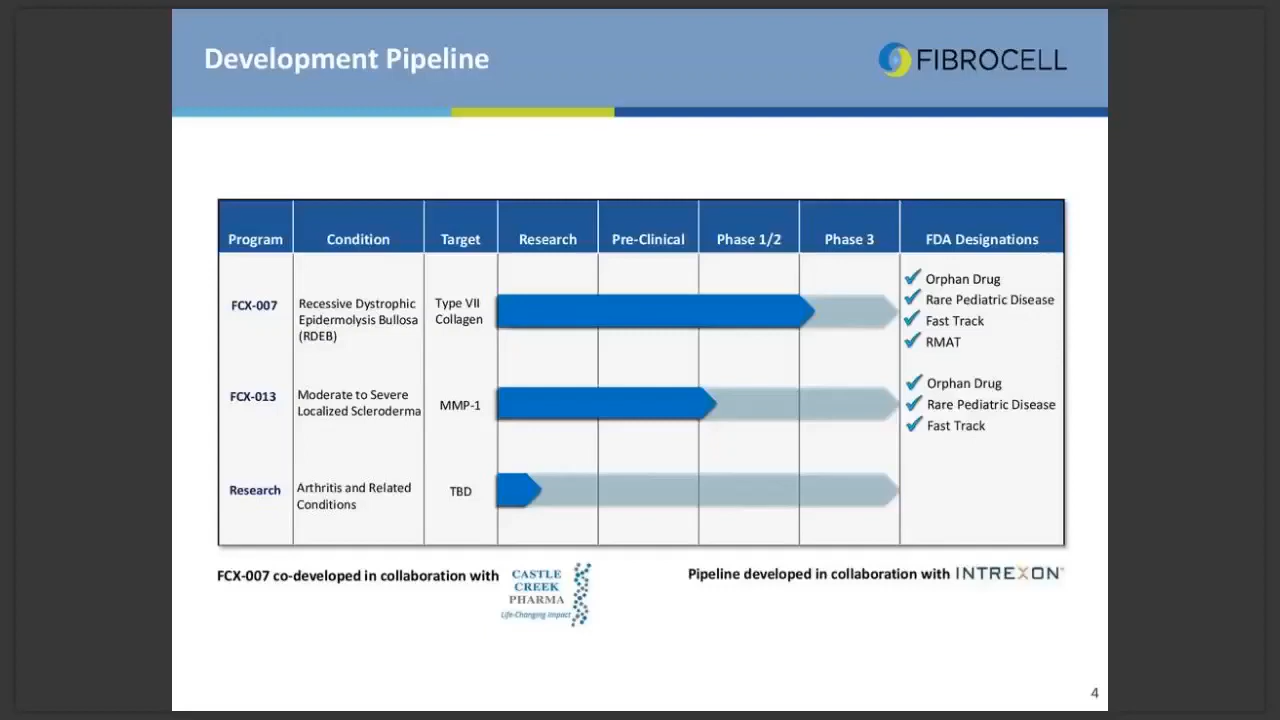 Development Pipeline
FIBROCELL
Program Condition Target Research Pre-Clinical Phase 1/2 Phase 3 FDA Designations
FCX-007
Recessive Dystrophic
Epidermolysis Bullosa
(RDEB)
Type VII
Collagen
Orphan Drug
Rare Pediatric Disease
Fast Track
RMAT
FCX-013
Moderate to Severe
Localized Scleroderma
MMP-1
Orphan Drug
Rare Pediatric Disease
Fast Track
Research
Arthritis and Related
Conditions
TBD
FCX-007 co-developed in collaboration with
CASTLE
CREEK
PHARMA
Life-Changing Impact
Pipeline developed in collaboration with INTREXON
4